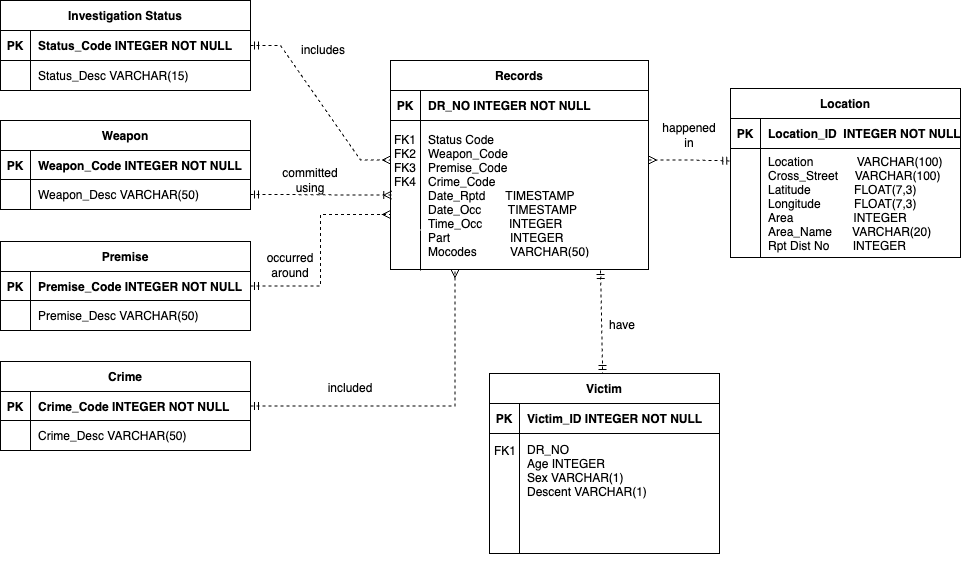 Investigation Status
PK Status_Code INTEGER NOT NULL
Status_Desc VARCHAR(15)
includes
Weapon
PK Weapon_Code INTEGER NOT NULL
Weapon_Desc VARCHAR(50)
committed
using
Premise
PK Premise_Code INTEGER NOT NULL
Premise_Desc VARCHAR(50)
occurred
around
Crime
PK Crime_Code INTEGER NOT NULL
Crime_Desc VARCHAR(50)
included
Records
PK DR_NO INTEGER NOT NULL
FK1 Status Code
FK2 Weapon_Code
FK3 Premise_Code
FK4 Crime_Code
Date_Rptd TIMESTAMP
Date_Occ TIMESTAMP
Time_Occ INTEGER
Part INTEGER
Mocodes VARCHAR(50)
happened
in
Location
PK Location_ID INTEGER NOT NULL
Location VARCHAR(100)
Cross_Street VARCHAR(100)
Latitude FLOAT(7,3)
Longitude FLOAT(7,3)
Area INTEGER
Area_Name VARCHAR(20)
Rpt Dist No INTEGER
have
Victim
PK Victim_ID INTEGER NOT NULL
FK1 DR_NO
Age INTEGER
Sex VARCHAR(1)
Descent VARCHAR(1)